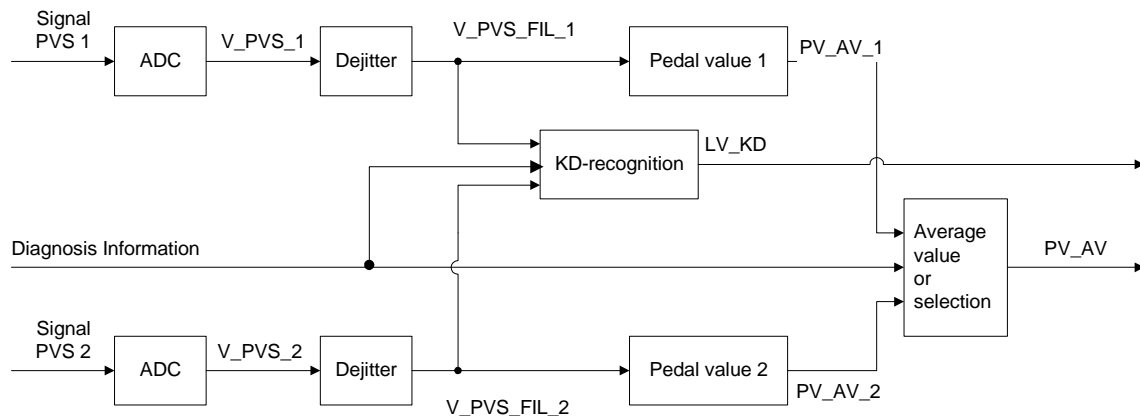 Signal
PVS 1
ADC
V_PVS_1
Dejitter
V_PVS_FIL_1
Pedal value 1
PV_AV_1
KD-recognition
LV_KD
Diagnosis Information
Average
value
or
selection
PV_AV
Signal
PVS 2
ADC
V_PVS_2
Dejitter
V_PVS_FIL_2
Pedal value 2
PV_AV_2